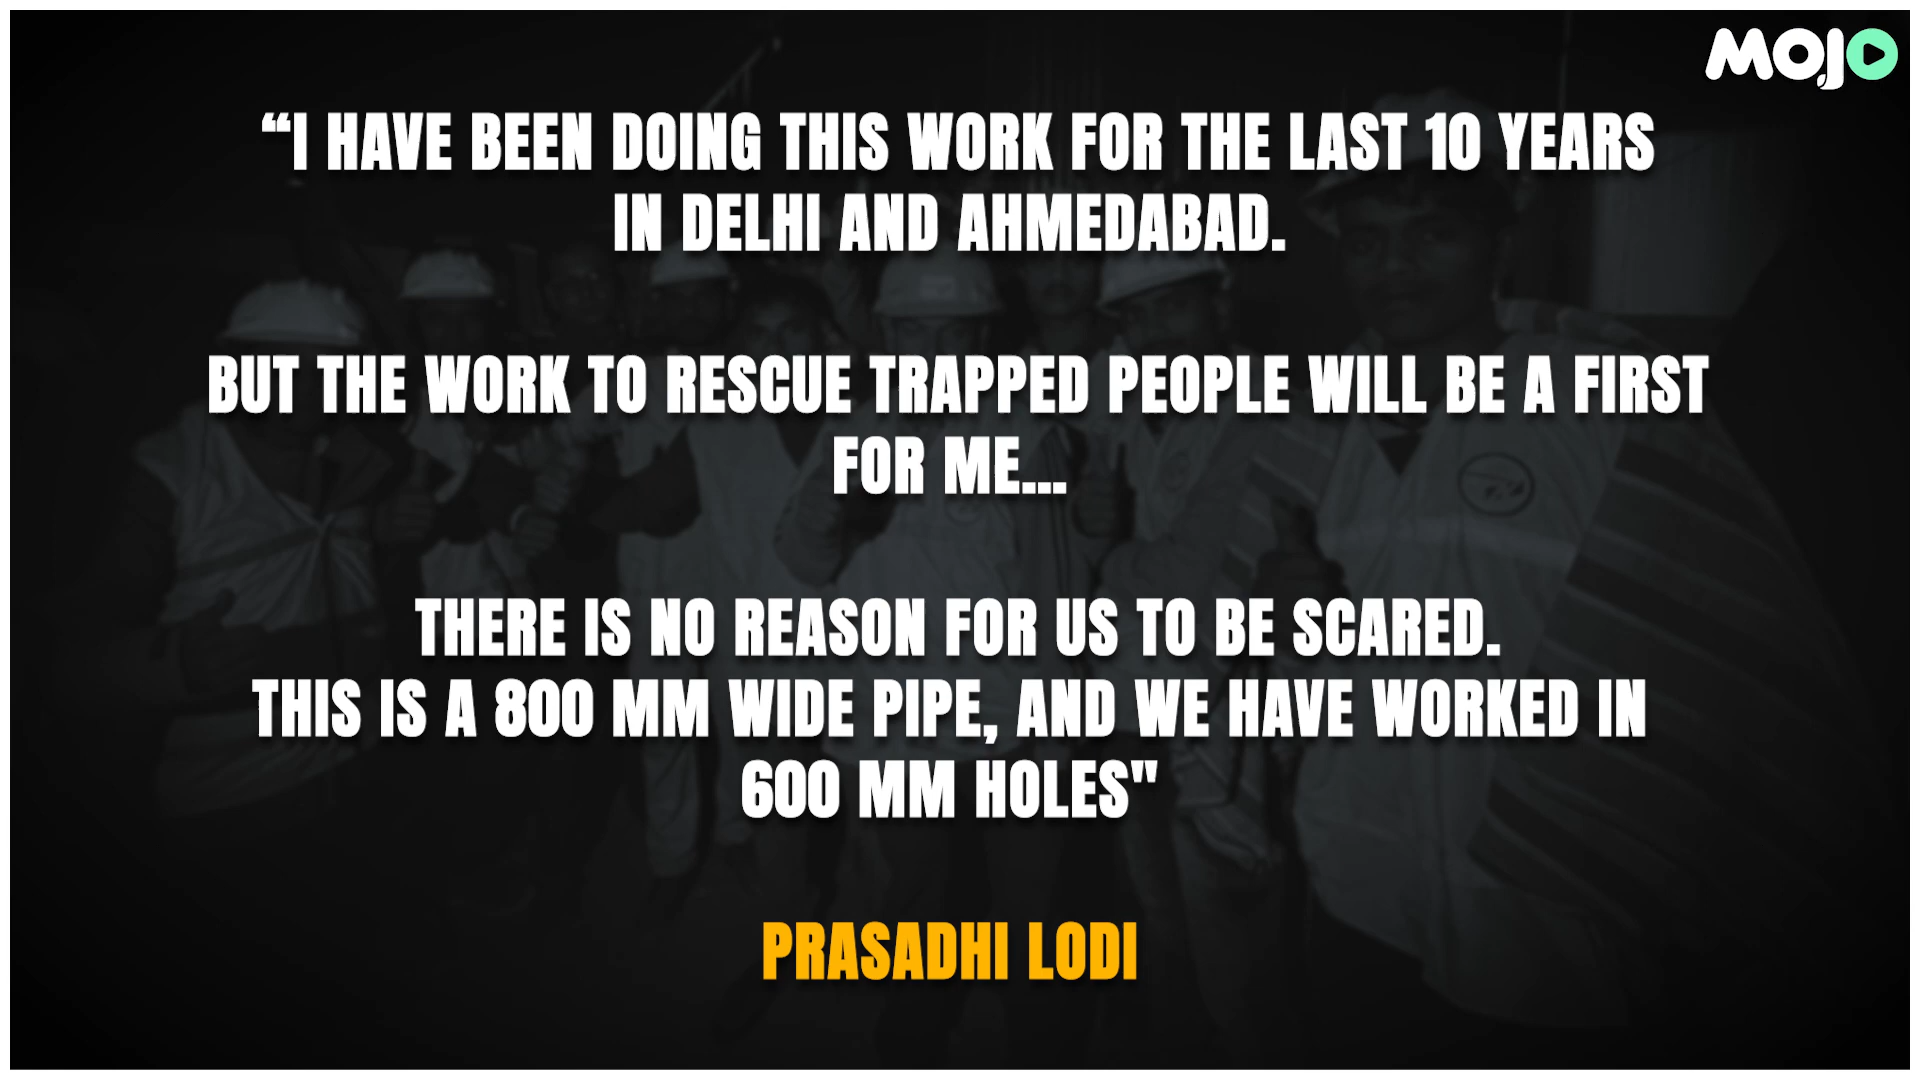 MOJO
“I HAVE BEEN DOING THIS WORK FOR THE LAST 10 YEARS
IN DELHI AND AHMEDABAD.
BUT THE WORK TO RESCUE TRAPPED PEOPLE WILL BE A FIRST
FOR ME...
THERE IS NO REASON FOR US TO BE SCARED.
THIS IS A 800 MM WIDE PIPE, AND WE HAVE WORKED IN
600 MM HOLES"
PRASADHI LODI